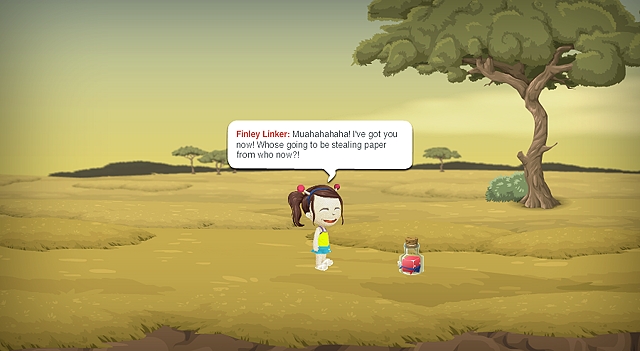 Finley Linker: Muahahahaha! I've got you
now! Whose going to be stealing paper
from who now?!